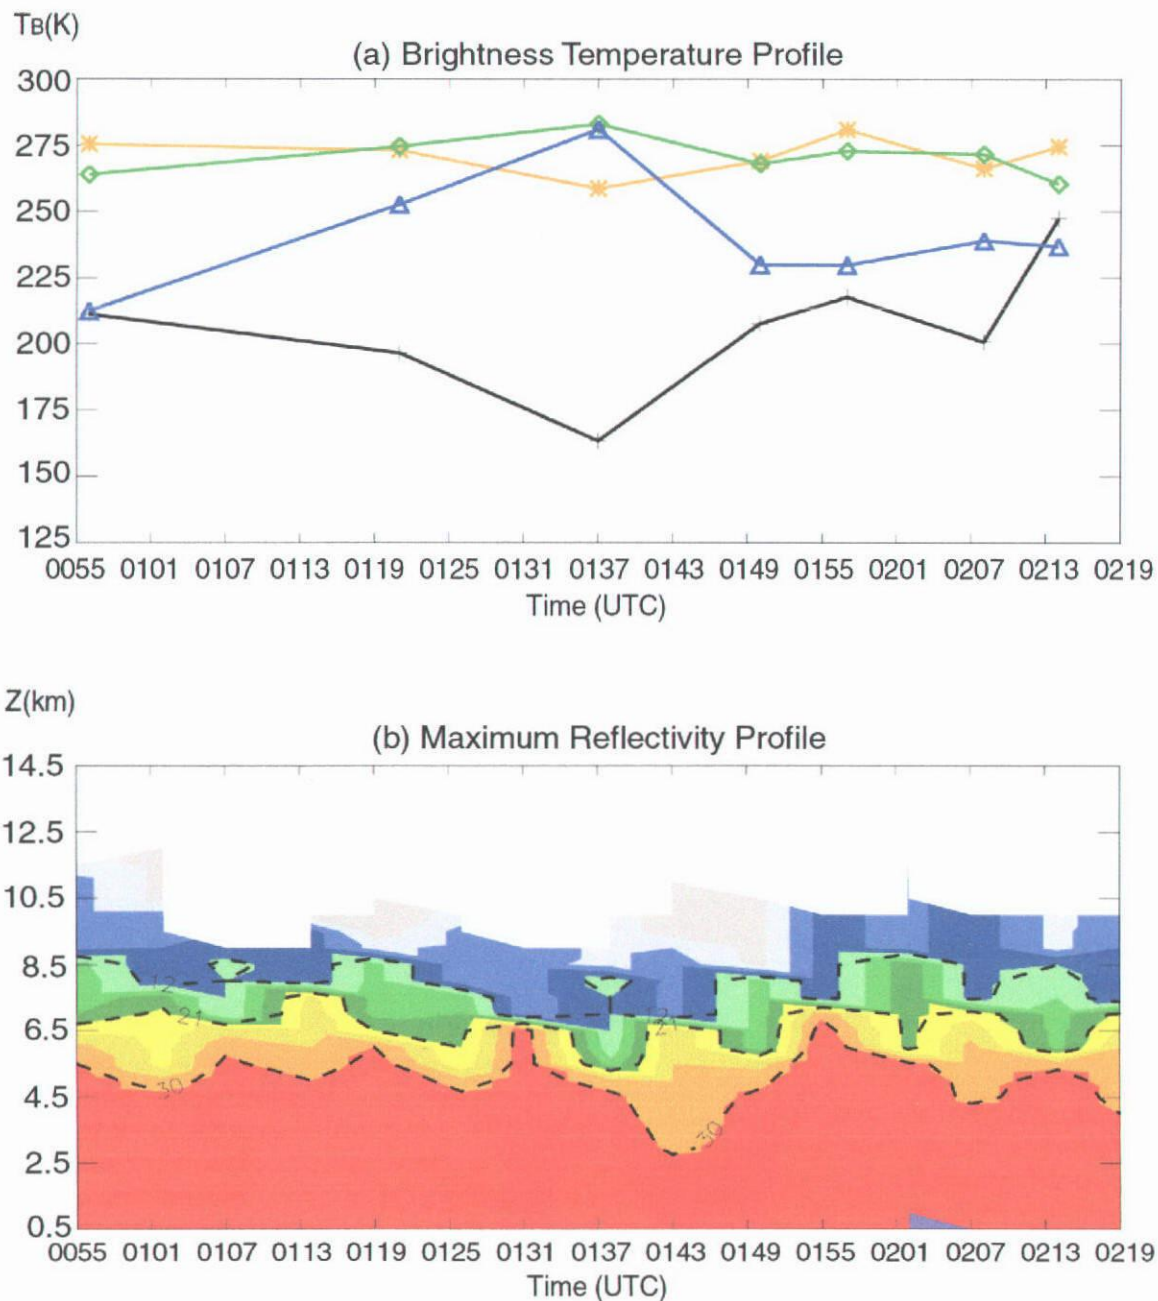 TB(K)
(a) Brightness Temperature Profile
300
275
250
225
200
175
150
125
0055 0101 0107 0113 0119 0125 0131 0137 0143 0149 0155 0201 0207 0213 0219
Time (UTC)
Z(km)
(b) Maximum Reflectivity Profile
14.5
12.5
10.5
8.5
6.5
4.5
2.5
0.5
12
21
30
12
21
30
0055 0101 0107 0113 0119 0125 0131 0137 0143 0149 0155 0201 0207 0213 0219
Time (UTC)